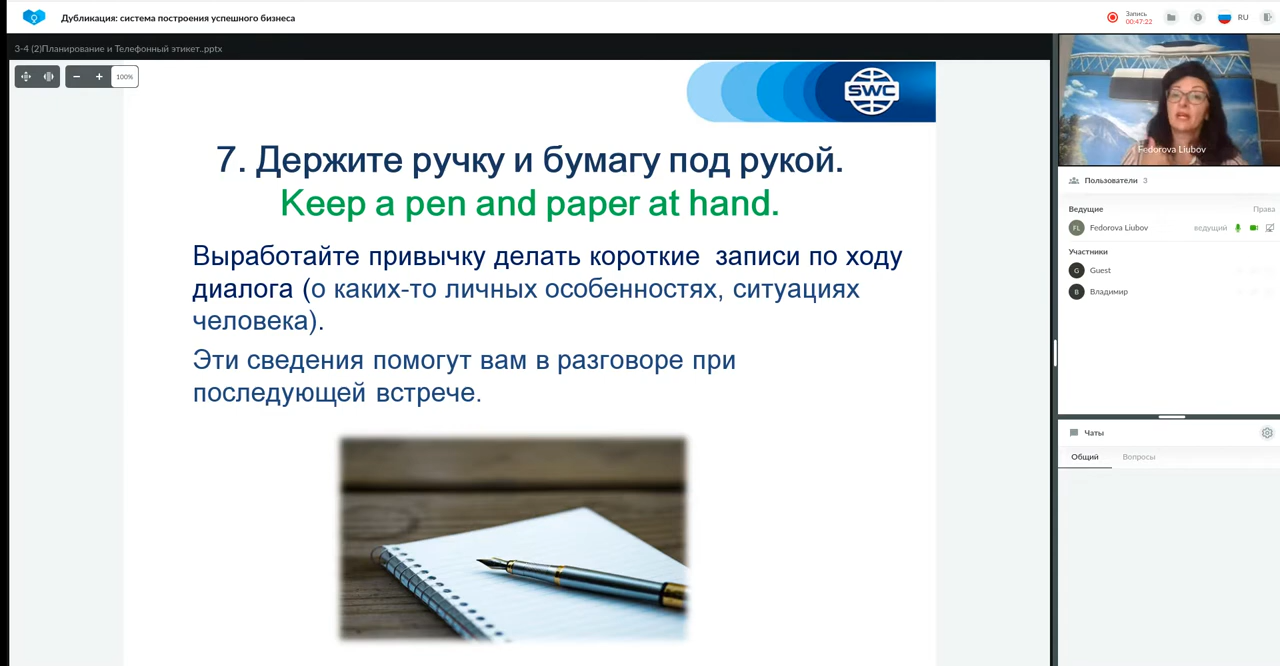 Дубликация: система построения успешного бизнеса
Запись
00:47:22
RU
3-4 (2)Планирование и Телефонный этикет..pptx
100%
SWC
7. Держите ручку и бумагу под рукой.
Keep a pen and paper at hand.
Выработайте привычку делать короткие записи по ходу
диалога (о каких-то личных особенностях, ситуациях
человека).
Эти сведения помогут вам в разговоре при
последующей встрече.
Fedorova Liubov
Пользователи 3
Ведущие Права
FL Fedorova Liubov ведущий
Участники
G Guest
В Владимир
Чаты
Общий Вопросы